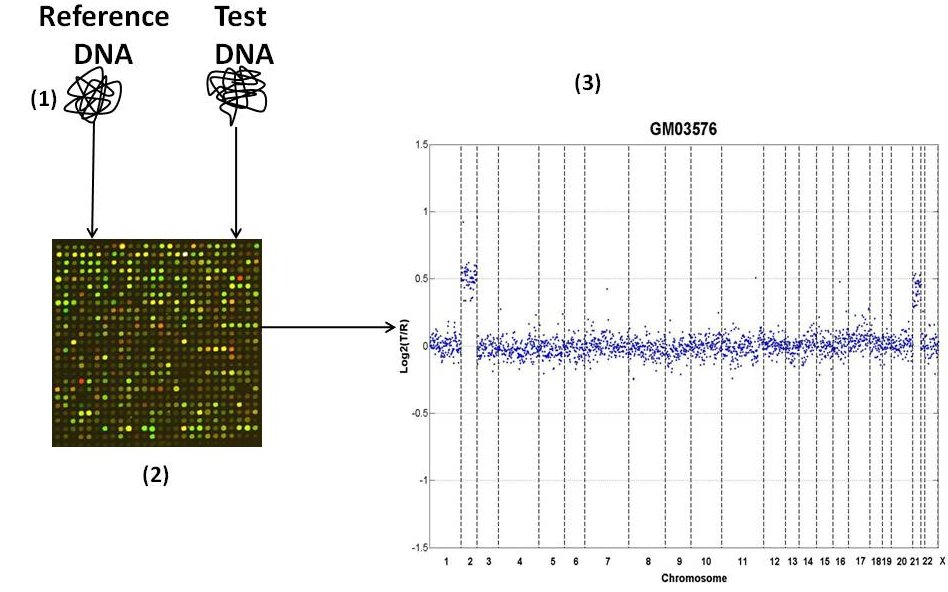 Reference
DNA
Test
DNA
(1)
(2)
(3)
GM03576
1.5
1
0.5
0
-0.5
-1
-1.5
Log2(T/R)
1 2 3 4 5 6 7 8 9 10 11 12 13 14 15 16 17 18 19 20 21 22 X
Chromosome